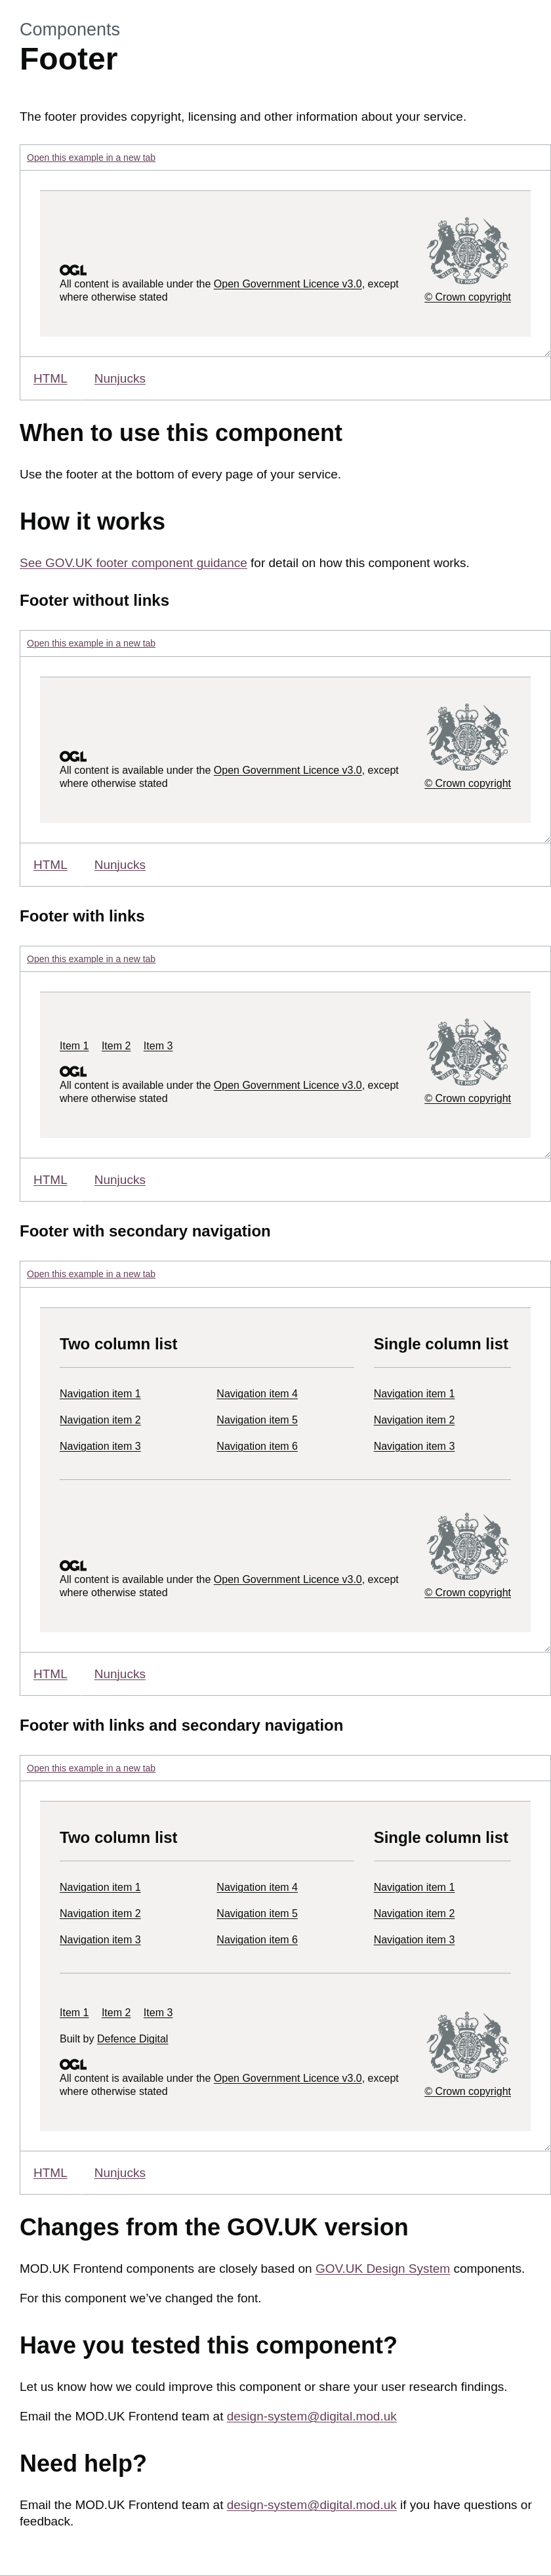 Components
Footer
The footer provides copyright, licensing and other information about your service.
Open this example in a new tab
OGL
All content is available under the Open Government Licence v3.0, except
where otherwise stated
© Crown copyright
HTML Nunjucks
When to use this component
Use the footer at the bottom of every page of your service.
How it works
See GOV.UK footer component guidance for detail on how this component works.
Footer without links
Open this example in a new tab
OGL
All content is available under the Open Government Licence v3.0, except
where otherwise stated
© Crown copyright
HTML Nunjucks
Footer with links
Open this example in a new tab
Item 1 Item 2 Item 3
OGL
All content is available under the Open Government Licence v3.0, except
where otherwise stated
© Crown copyright
HTML Nunjucks
Footer with secondary navigation
Open this example in a new tab
Two column list Single column list
Navigation item 1 Navigation item 4 Navigation item 1
Navigation item 2 Navigation item 5 Navigation item 2
Navigation item 3 Navigation item 6 Navigation item 3
OGL
All content is available under the Open Government Licence v3.0, except
where otherwise stated
© Crown copyright
HTML Nunjucks
Footer with links and secondary navigation
Open this example in a new tab
Two column list Single column list
Navigation item 1 Navigation item 4 Navigation item 1
Navigation item 2 Navigation item 5 Navigation item 2
Navigation item 3 Navigation item 6 Navigation item 3
Item 1 Item 2 Item 3
Built by Defence Digital
OGL
All content is available under the Open Government Licence v3.0, except
where otherwise stated
© Crown copyright
HTML Nunjucks
Changes from the GOV.UK version
MOD.UK Frontend components are closely based on GOV.UK Design System components.
For this component we’ve changed the font.
Have you tested this component?
Let us know how we could improve this component or share your user research findings.
Email the MOD.UK Frontend team at design-system@digital.mod.uk
Need help?
Email the MOD.UK Frontend team at design-system@digital.mod.uk if you have questions or
feedback.